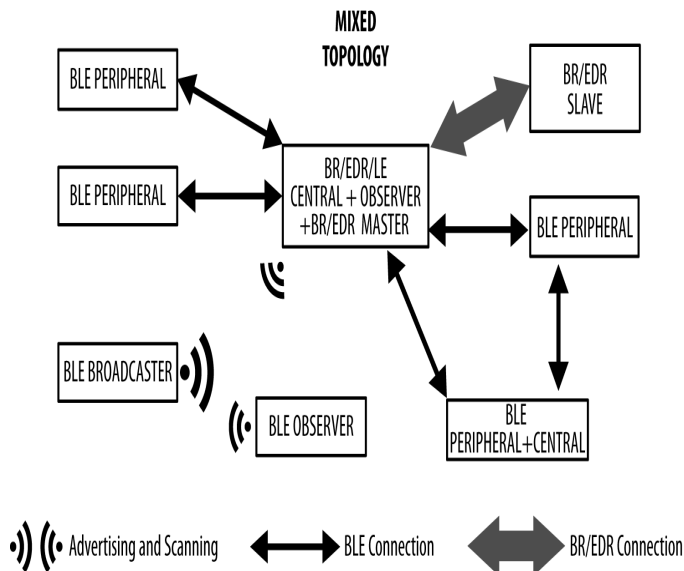 MIXED
TOPOLOGY
BLE PERIPHERAL
BR/EDR
SLAVE
BLE PERIPHERAL
BR/EDR/LE
CENTRAL + OBSERVER
+BR/EDR MASTER
BLE PERIPHERAL
BLE BROADCASTER
BLE OBSERVER
BLE
PERIPHERAL+CENTRAL
Advertising and Scanning
BLE Connection
BR/EDR Connection